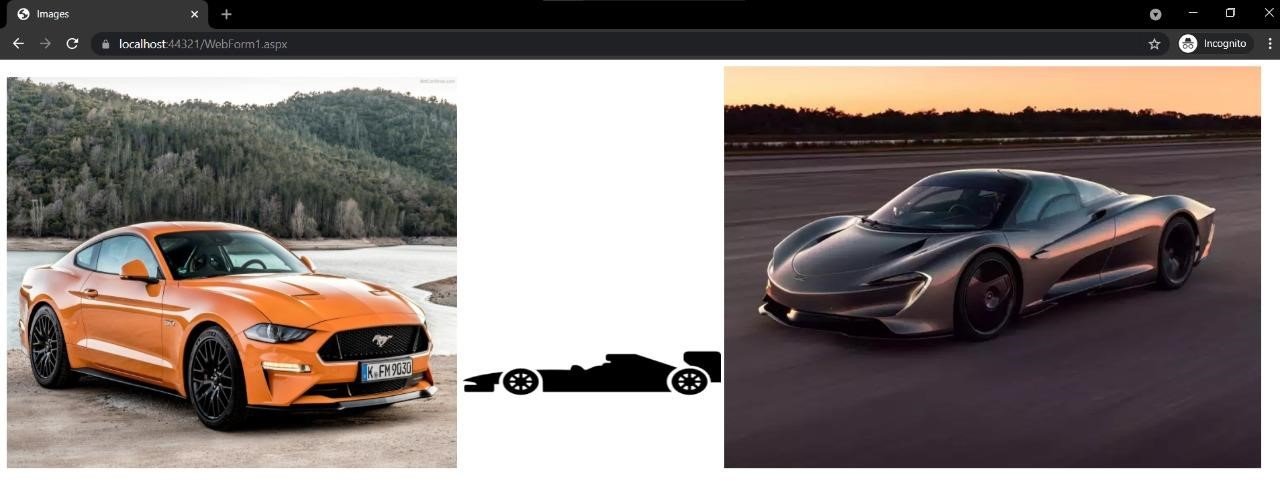 Images
localhost:44321/WebForm1.aspx
Incognito
K FM 9030